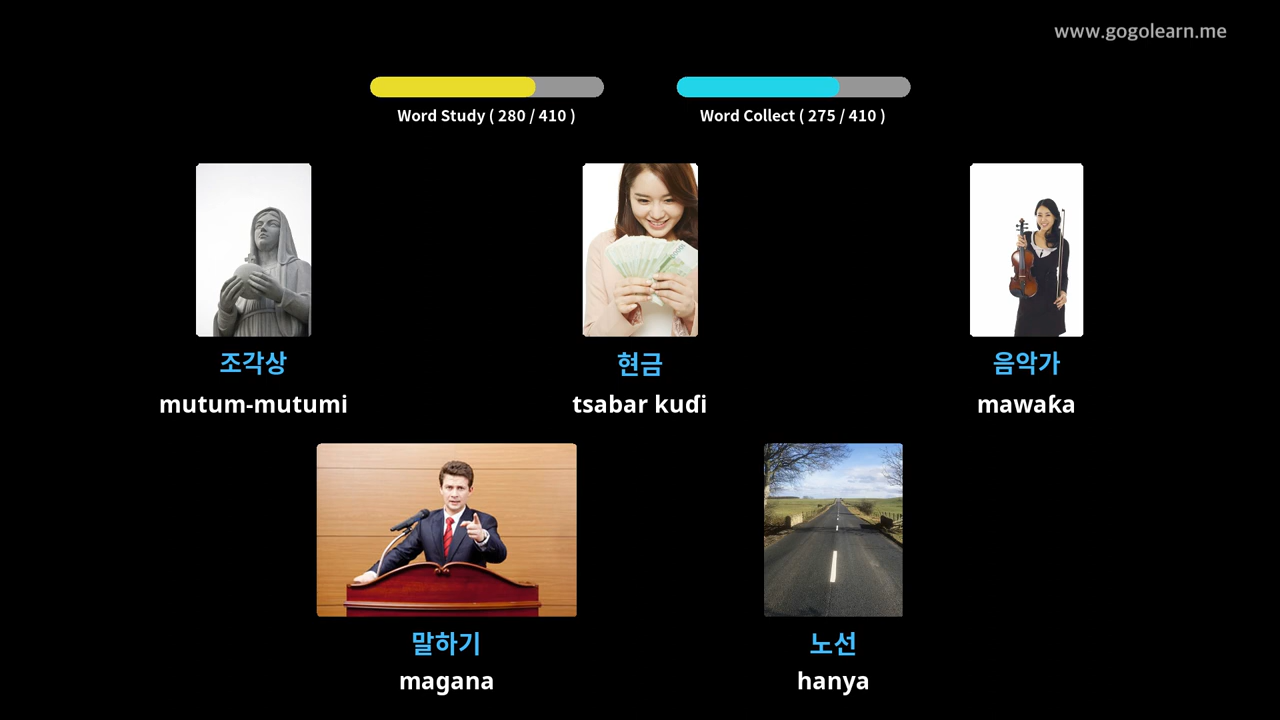 www.gogolearn.me
Word Study ( 280 / 410 )
Word Collect ( 275 / 410 )
조각상
현금
음악가
mutum-mutumi
tsabar kuɗi
mawaƙa
말하기
노선
magana
hanya